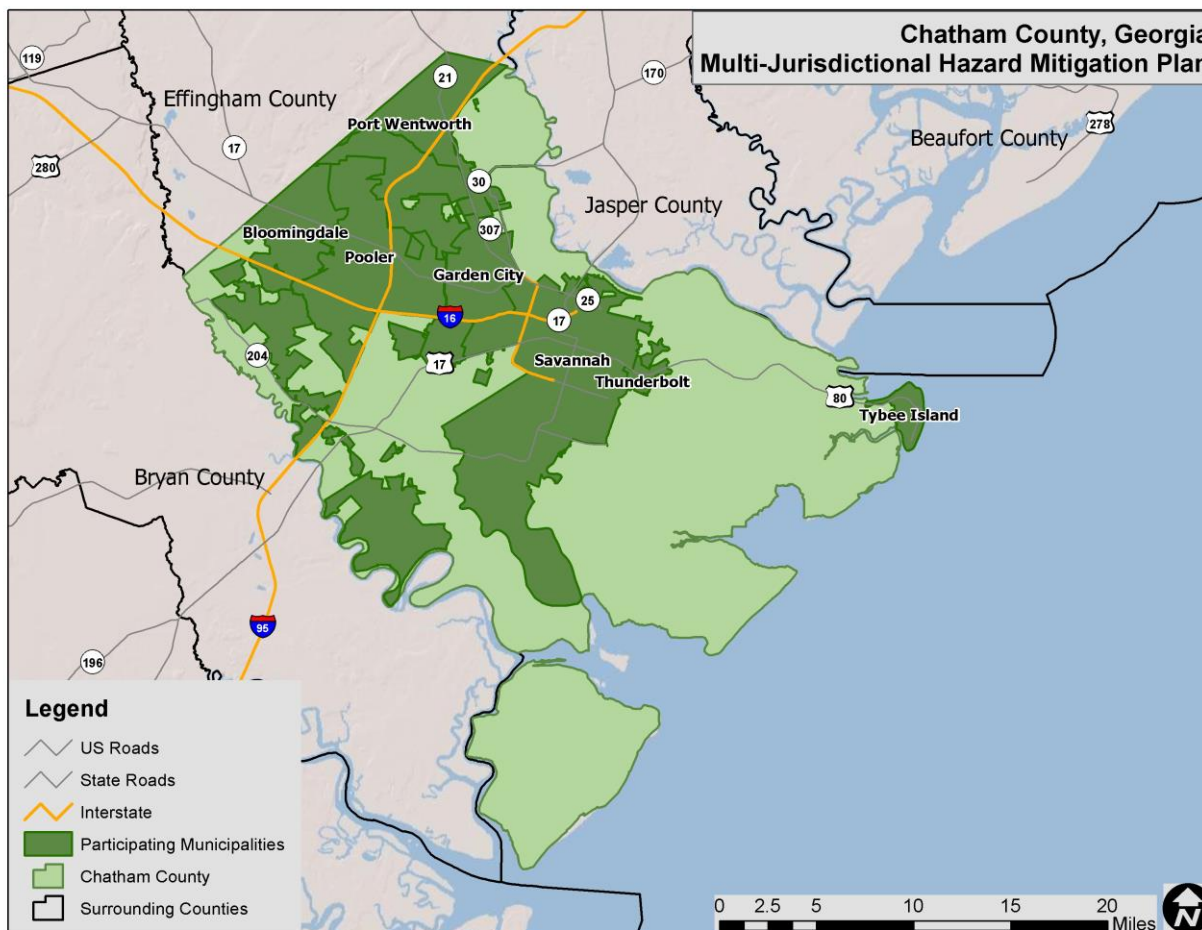 Chatham County, Georgia
Multi-Jurisdictional Hazard Mitigation Plan
119
21
170
Effingham County
278
Port Wentworth
Beaufort County
17
280
30
Jasper County
307
Bloomingdale
Pooler
Garden City
25
16
17
204
17
Savannah
Thunderbolt
80
Tybee Island
Bryan County
95
196
Legend
US Roads
State Roads
Interstate
Participating Municipalities
Chatham County
Surrounding Counties
0 2.5 5 10 15 20
Miles
N